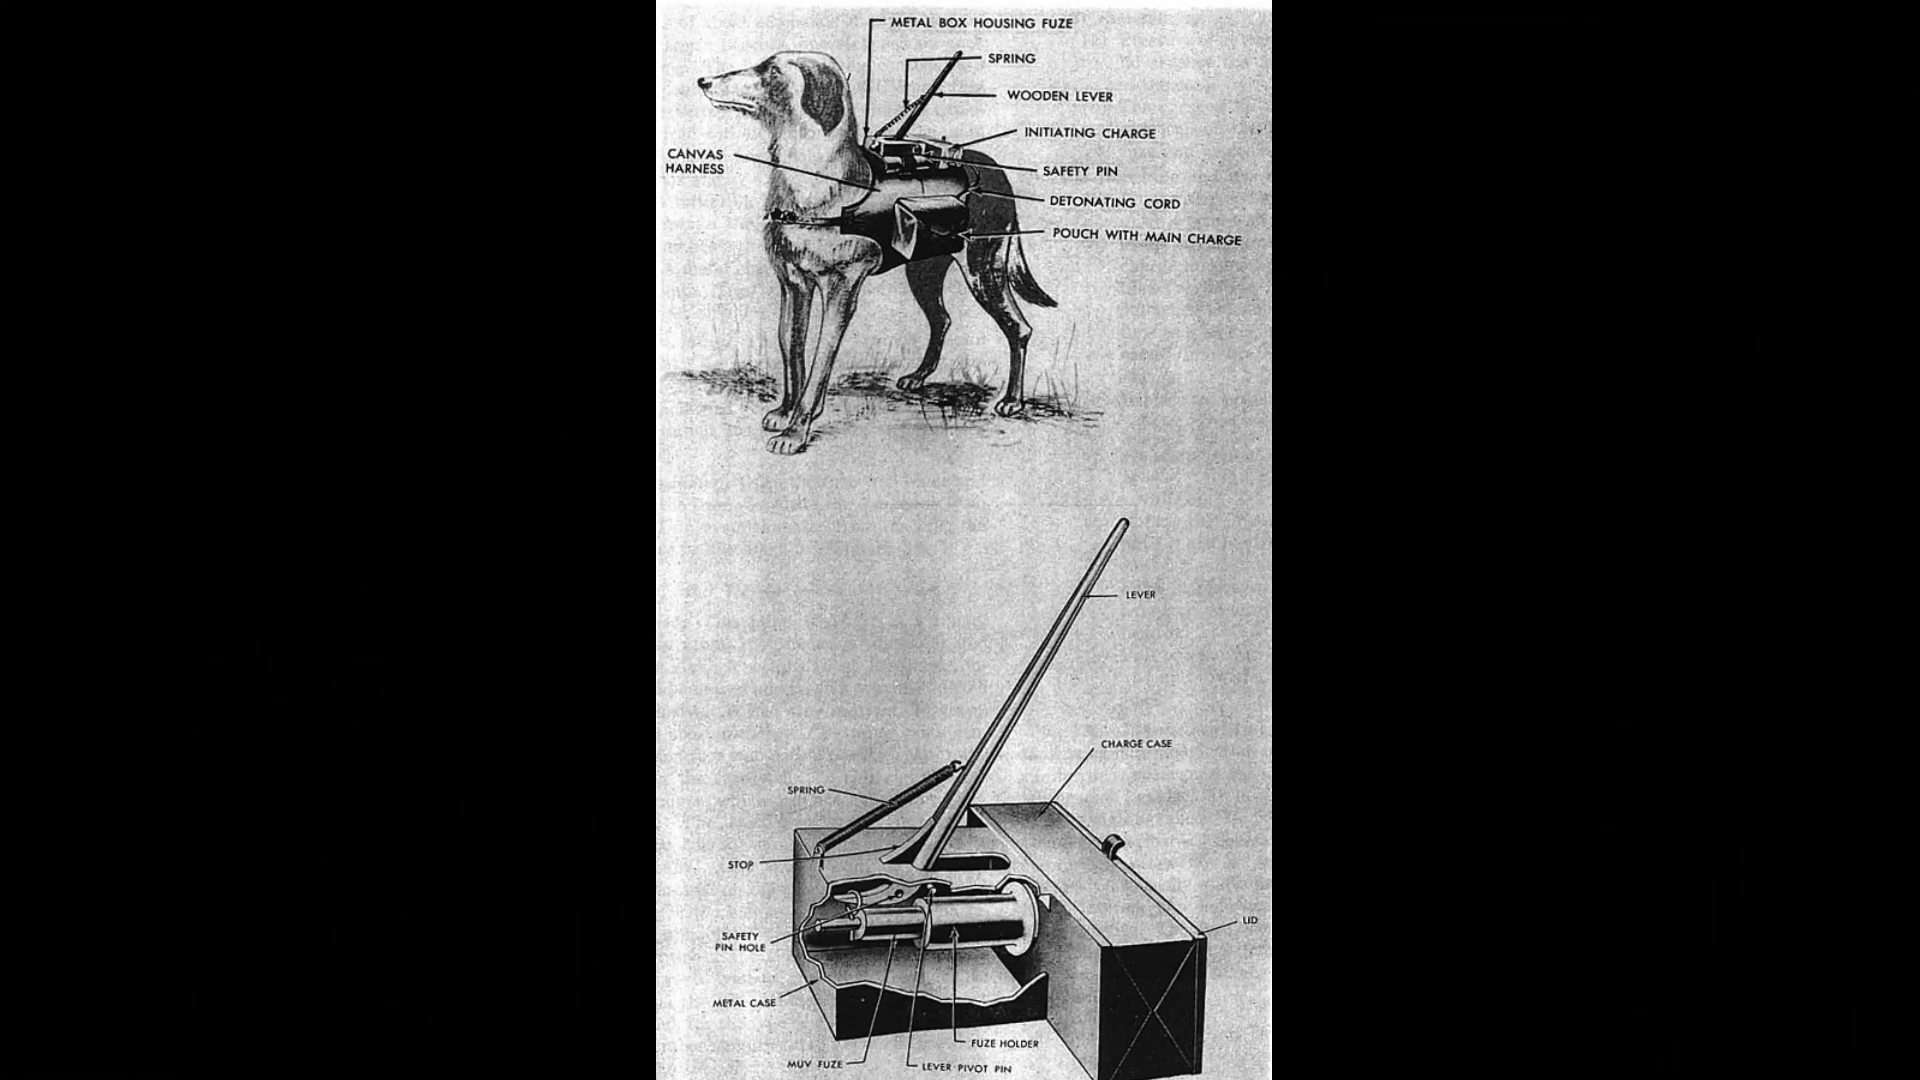 METAL BOX HOUSING FUZE
SPRING
WOODEN LEVER
INITIATING CHARGE
CANVAS
HARNESS
SAFETY PIN
DETONATING CORD
POUCH WITH MAIN CHARGE
LEVER
CHARGE CASE
SPRING
STOP
LID
SAFETY
PIN HOLE
METAL CASE
FUZE HOLDER
MUV FUZE
LEVER PIVOT PIN